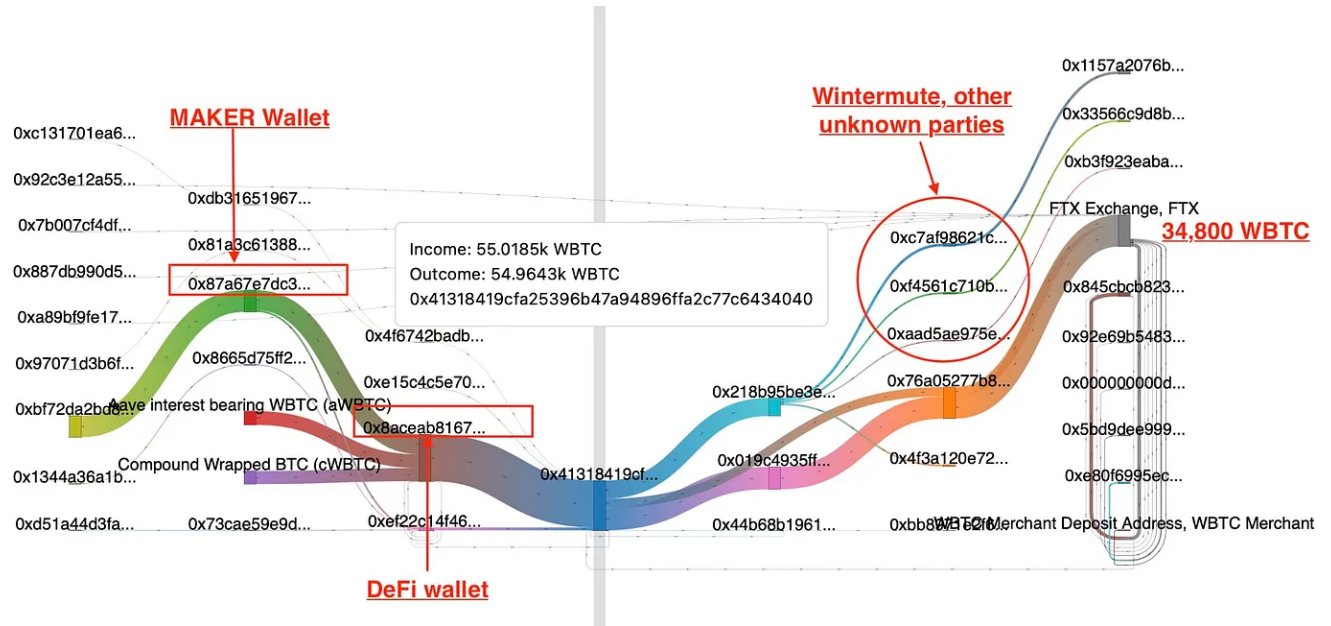 MAKER Wallet
0xc131701ea6...
0x92c3e12a55...
0x7b007cf4df...
0x887db990d5...
0xa89bf9fe17...
0x97071d3b6f...
0xbf72da2bd8...
0x1344a36a1b...
0xd51a44d3fa...
0xdb31651967...
0x81a3c61388...
0x87a67e7dc3...
0x8665d75ff2...
Aave interest bearing WBTC (aWBTC)
Compound Wrapped BTC (cWBTC)
0x73cae59e9d...
0x4f6742badb...
0xe15c4c5e70...
0x8aceab8167...
0xef22c14f46...
DeFi wallet
Income: 55.0185k WBTC
Outcome: 54.9643k WBTC
0x41318419cfa25396b47a94896ffa2c77c6434040
0x41318419cf...
0x218b95be3e...
0x019c4935ff...
0x44b68b1961...
Wintermute, other
unknown parties
0xc7af98621c...
0xf4561c710b...
0xaad5ae975e...
0x76a05277b8...
0x4f3a120e72...
0x1157a2076b...
0x33566c9d8b...
0xb3f923eaba...
FTX Exchange, FTX
34,800 WBTC
0x845cbcb823...
0x92e69b5483...
0x000000000d...
0x5bd9dee999...
0xe80f6995ec...
WBTC Merchant Deposit Address, WBTC Merchant